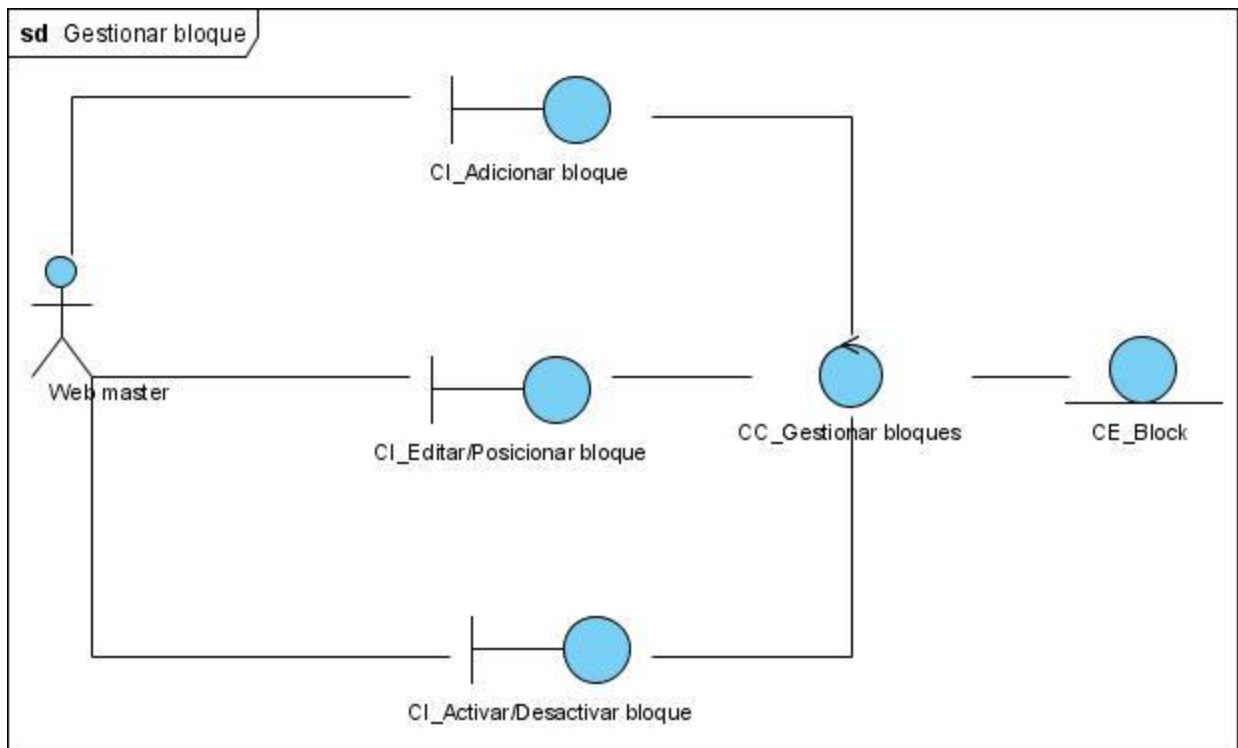 sd Gestionar bloque
CI_Adicionar bloque
Web master
CI_Editar/Posicionar bloque
CC_Gestionar bloques
CE_Block
CI_Activar/Desactivar bloque